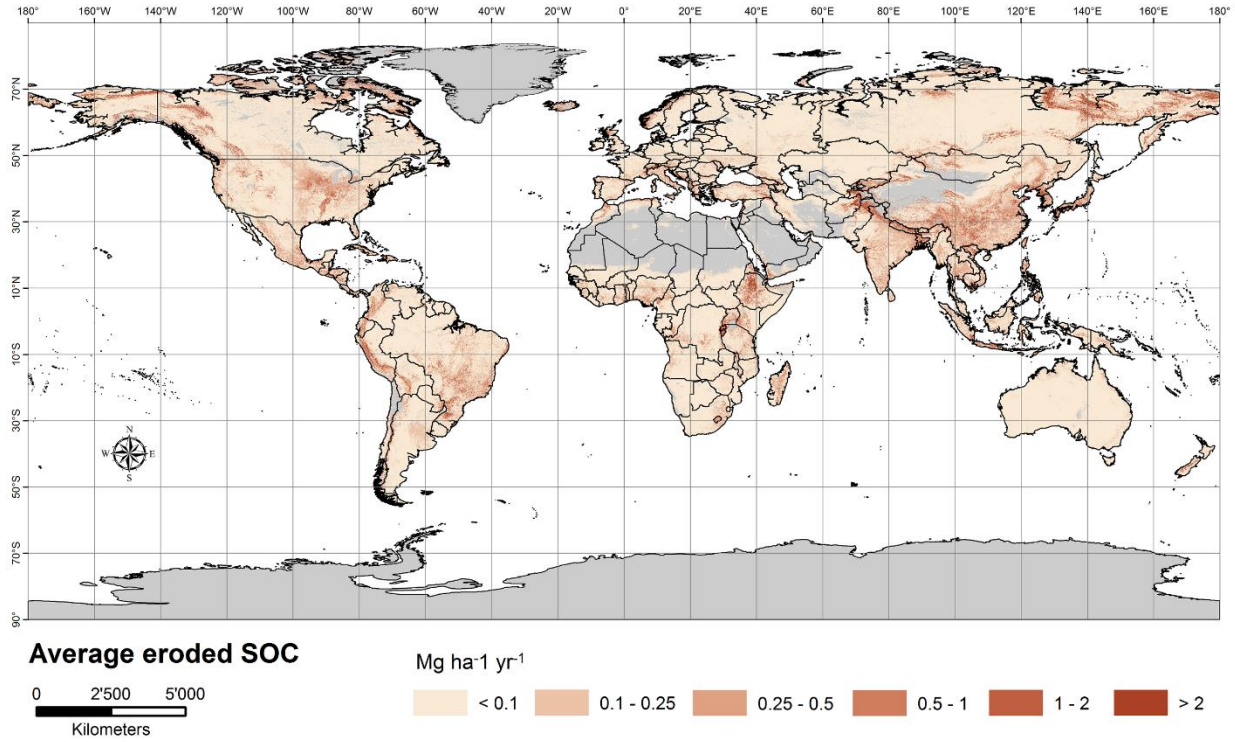 180° 160° 140° 120° 100° 80° 60° 40° 20° 0° 20° 40° 60° 80° 100° 120° 140° 160° 180°
70°N
50°N
30°N
10°N
10°S
30°S
50°S
70°S
90°
N
W E
S
Average eroded SOC
0 2'500 5'000
Kilometers
Mg ha-1 yr-1
< 0.1 0.1 - 0.25 0.25 - 0.5 0.5 - 1 1 - 2 > 2